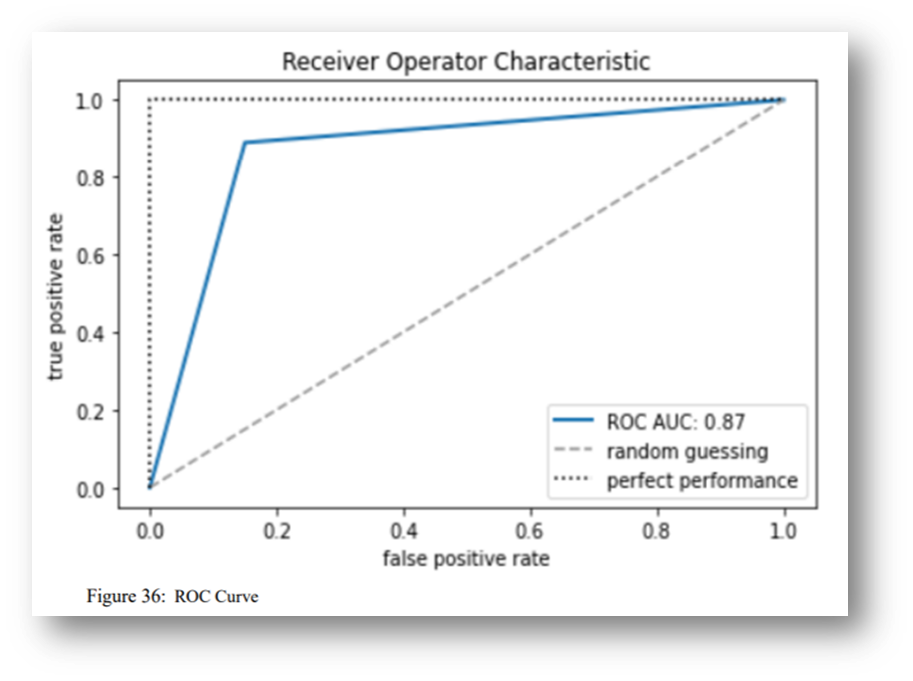 Receiver Operator Characteristic
1.0
0.8
0.6
0.4
0.2
0.0
true positive rate
0.0 0.2 0.4 0.6 0.8 1.0
false positive rate
ROC AUC: 0.87
random guessing
perfect performance
Figure 36: ROC Curve